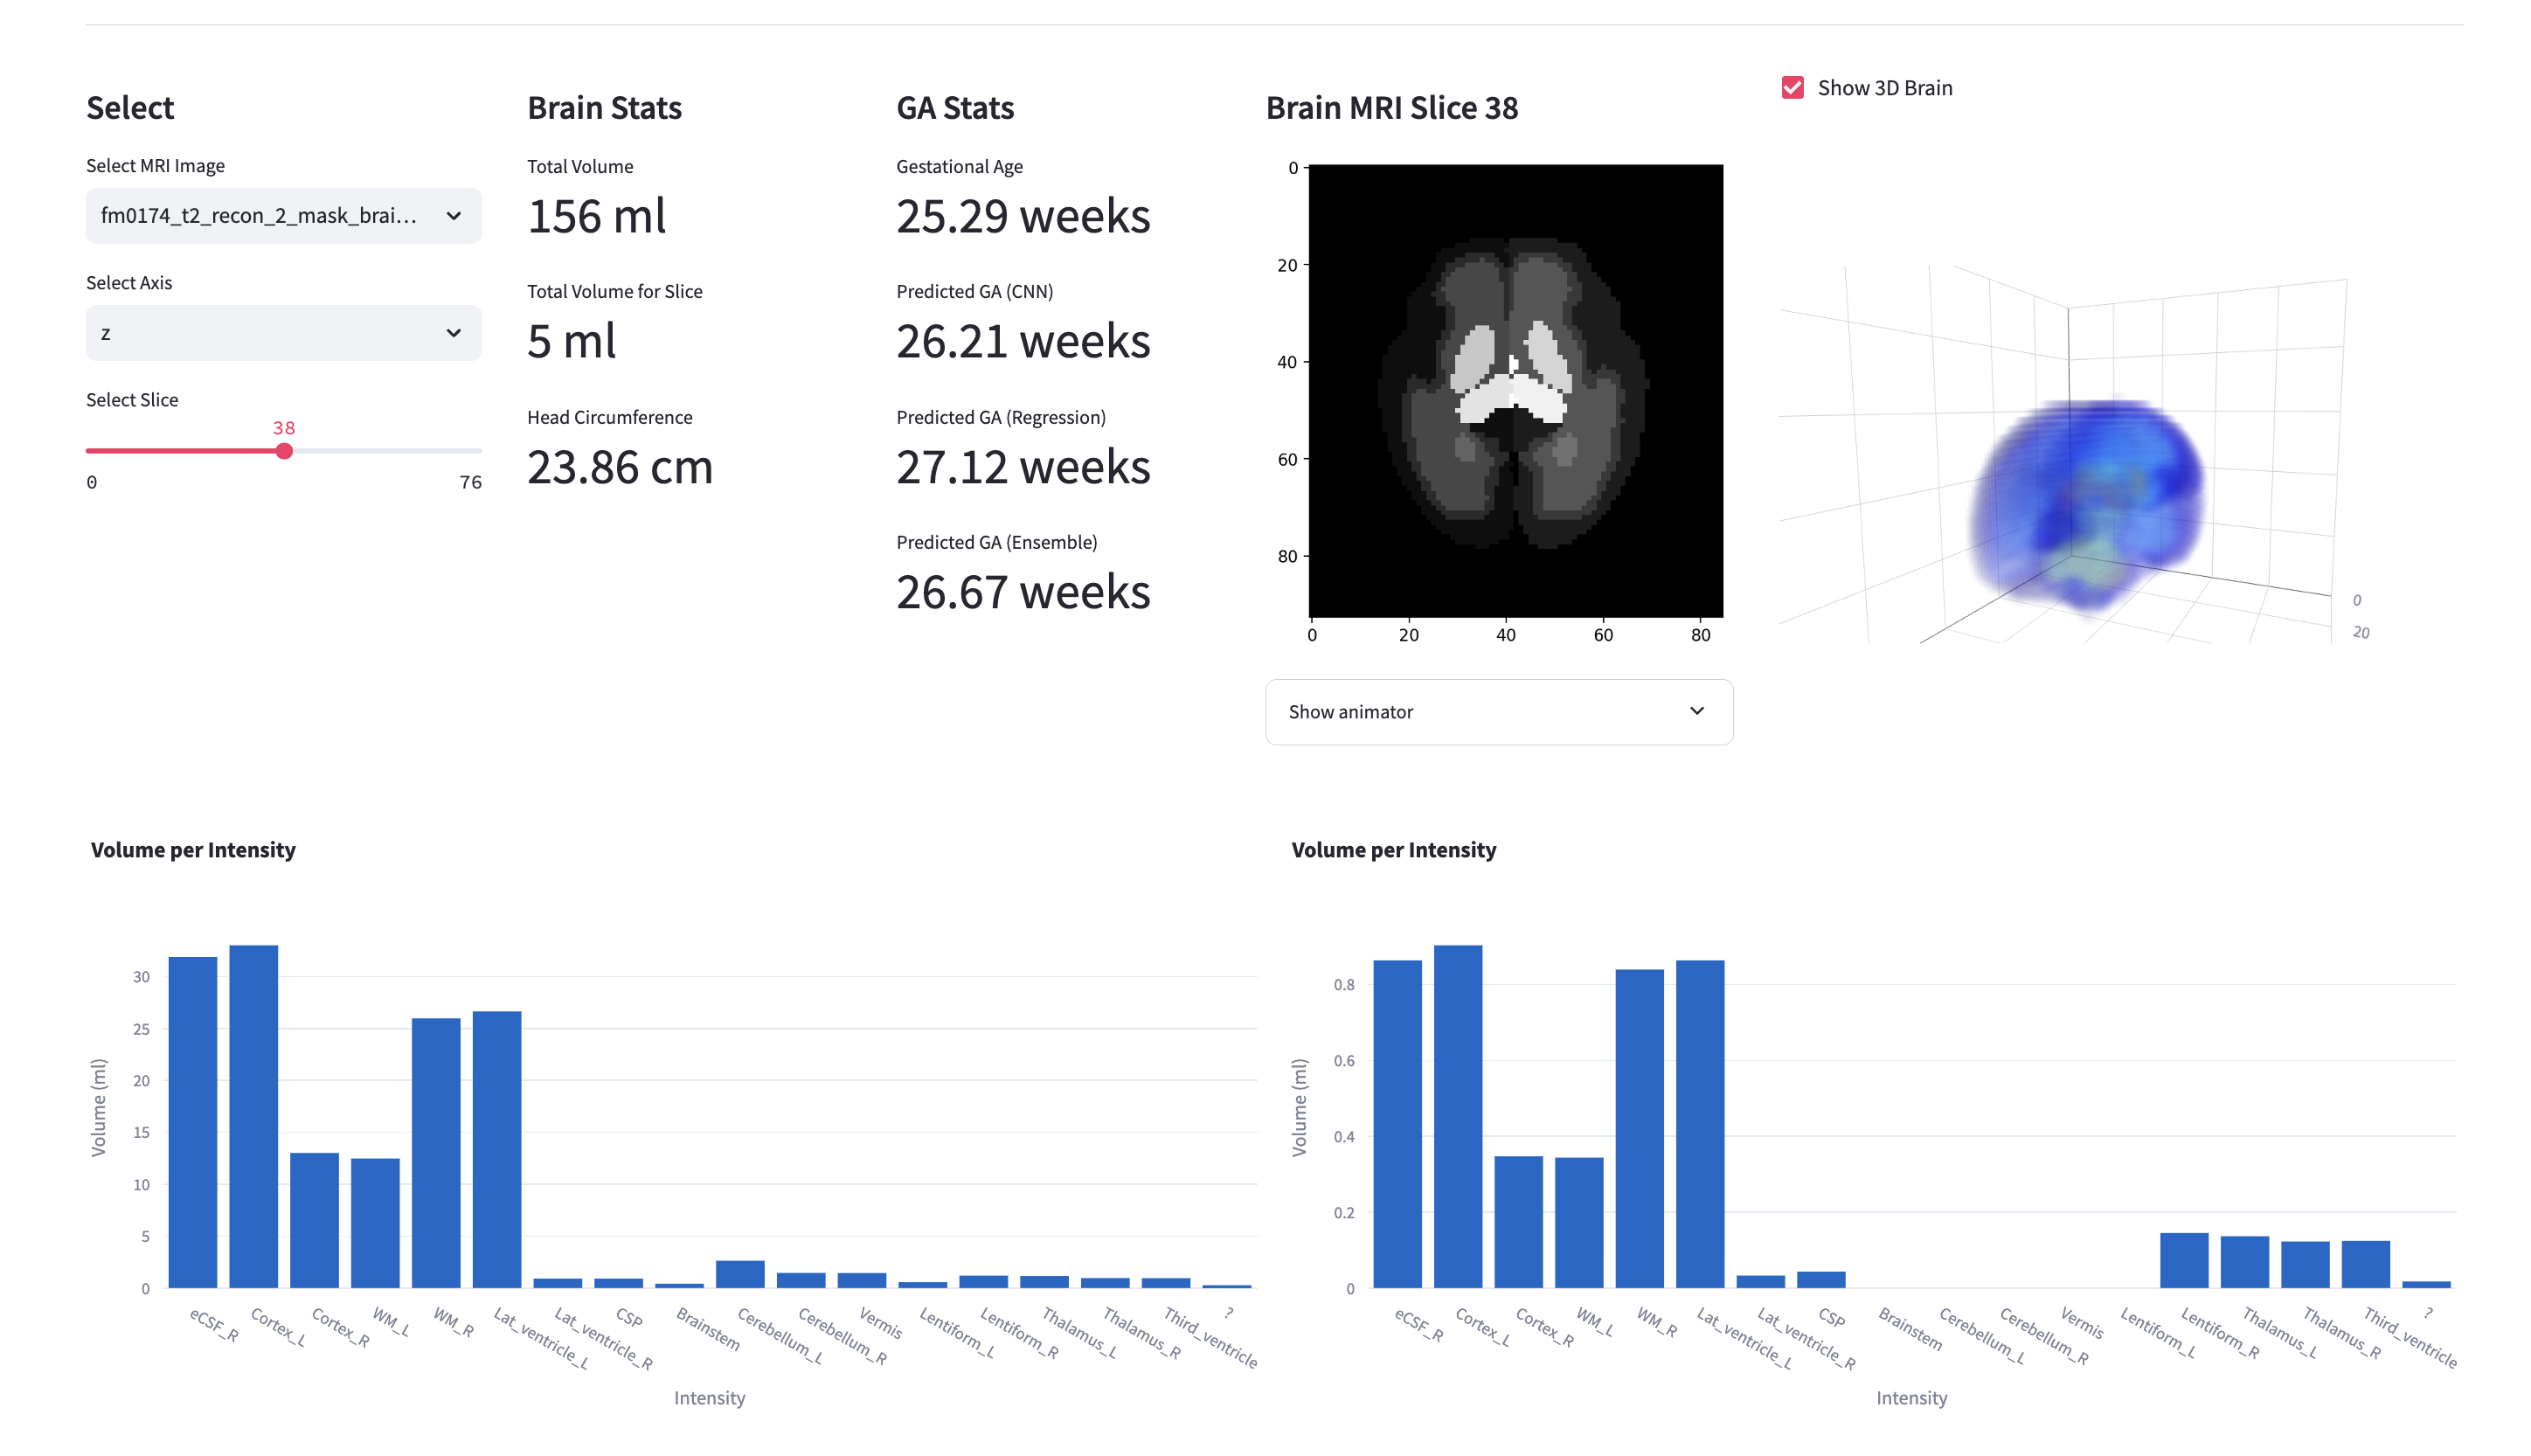 Select
Select MRI Image
fm0174_t2_recon_2_mask_brai...
Select Axis
z
Select Slice
38
0 76
Brain Stats
Total Volume
156 ml
Total Volume for Slice
5 ml
Head Circumference
23.86 cm
GA Stats
Gestational Age
25.29 weeks
Predicted GA (CNN)
26.21 weeks
Predicted GA (Regression)
27.12 weeks
Predicted GA (Ensemble)
26.67 weeks
Brain MRI Slice 38
0
20
40
60
80
0 20 40 60 80
Show animator
Show 3D Brain
0
20
Volume per Intensity
Volume (ml)
30
25
20
15
10
5
0
eCSF_R Cortex_L Cortex_R WM_L WM_R Lat_ventricle_L Lat_ventricle_R CSP Brainstem Cerebellum_L Cerebellum_R Vermis Lentiform_L Lentiform_R Thalamus_L Thalamus_R Third_ventricle ?
Intensity
Volume per Intensity
Volume (ml)
0.8
0.6
0.4
0.2
0
eCSF_R Cortex_L Cortex_R WM_L WM_R Lat_ventricle_L Lat_ventricle_R CSP Brainstem Cerebellum_L Cerebellum_R Vermis Lentiform_L Lentiform_R Thalamus_L Thalamus_R Third_ventricle ?
Intensity